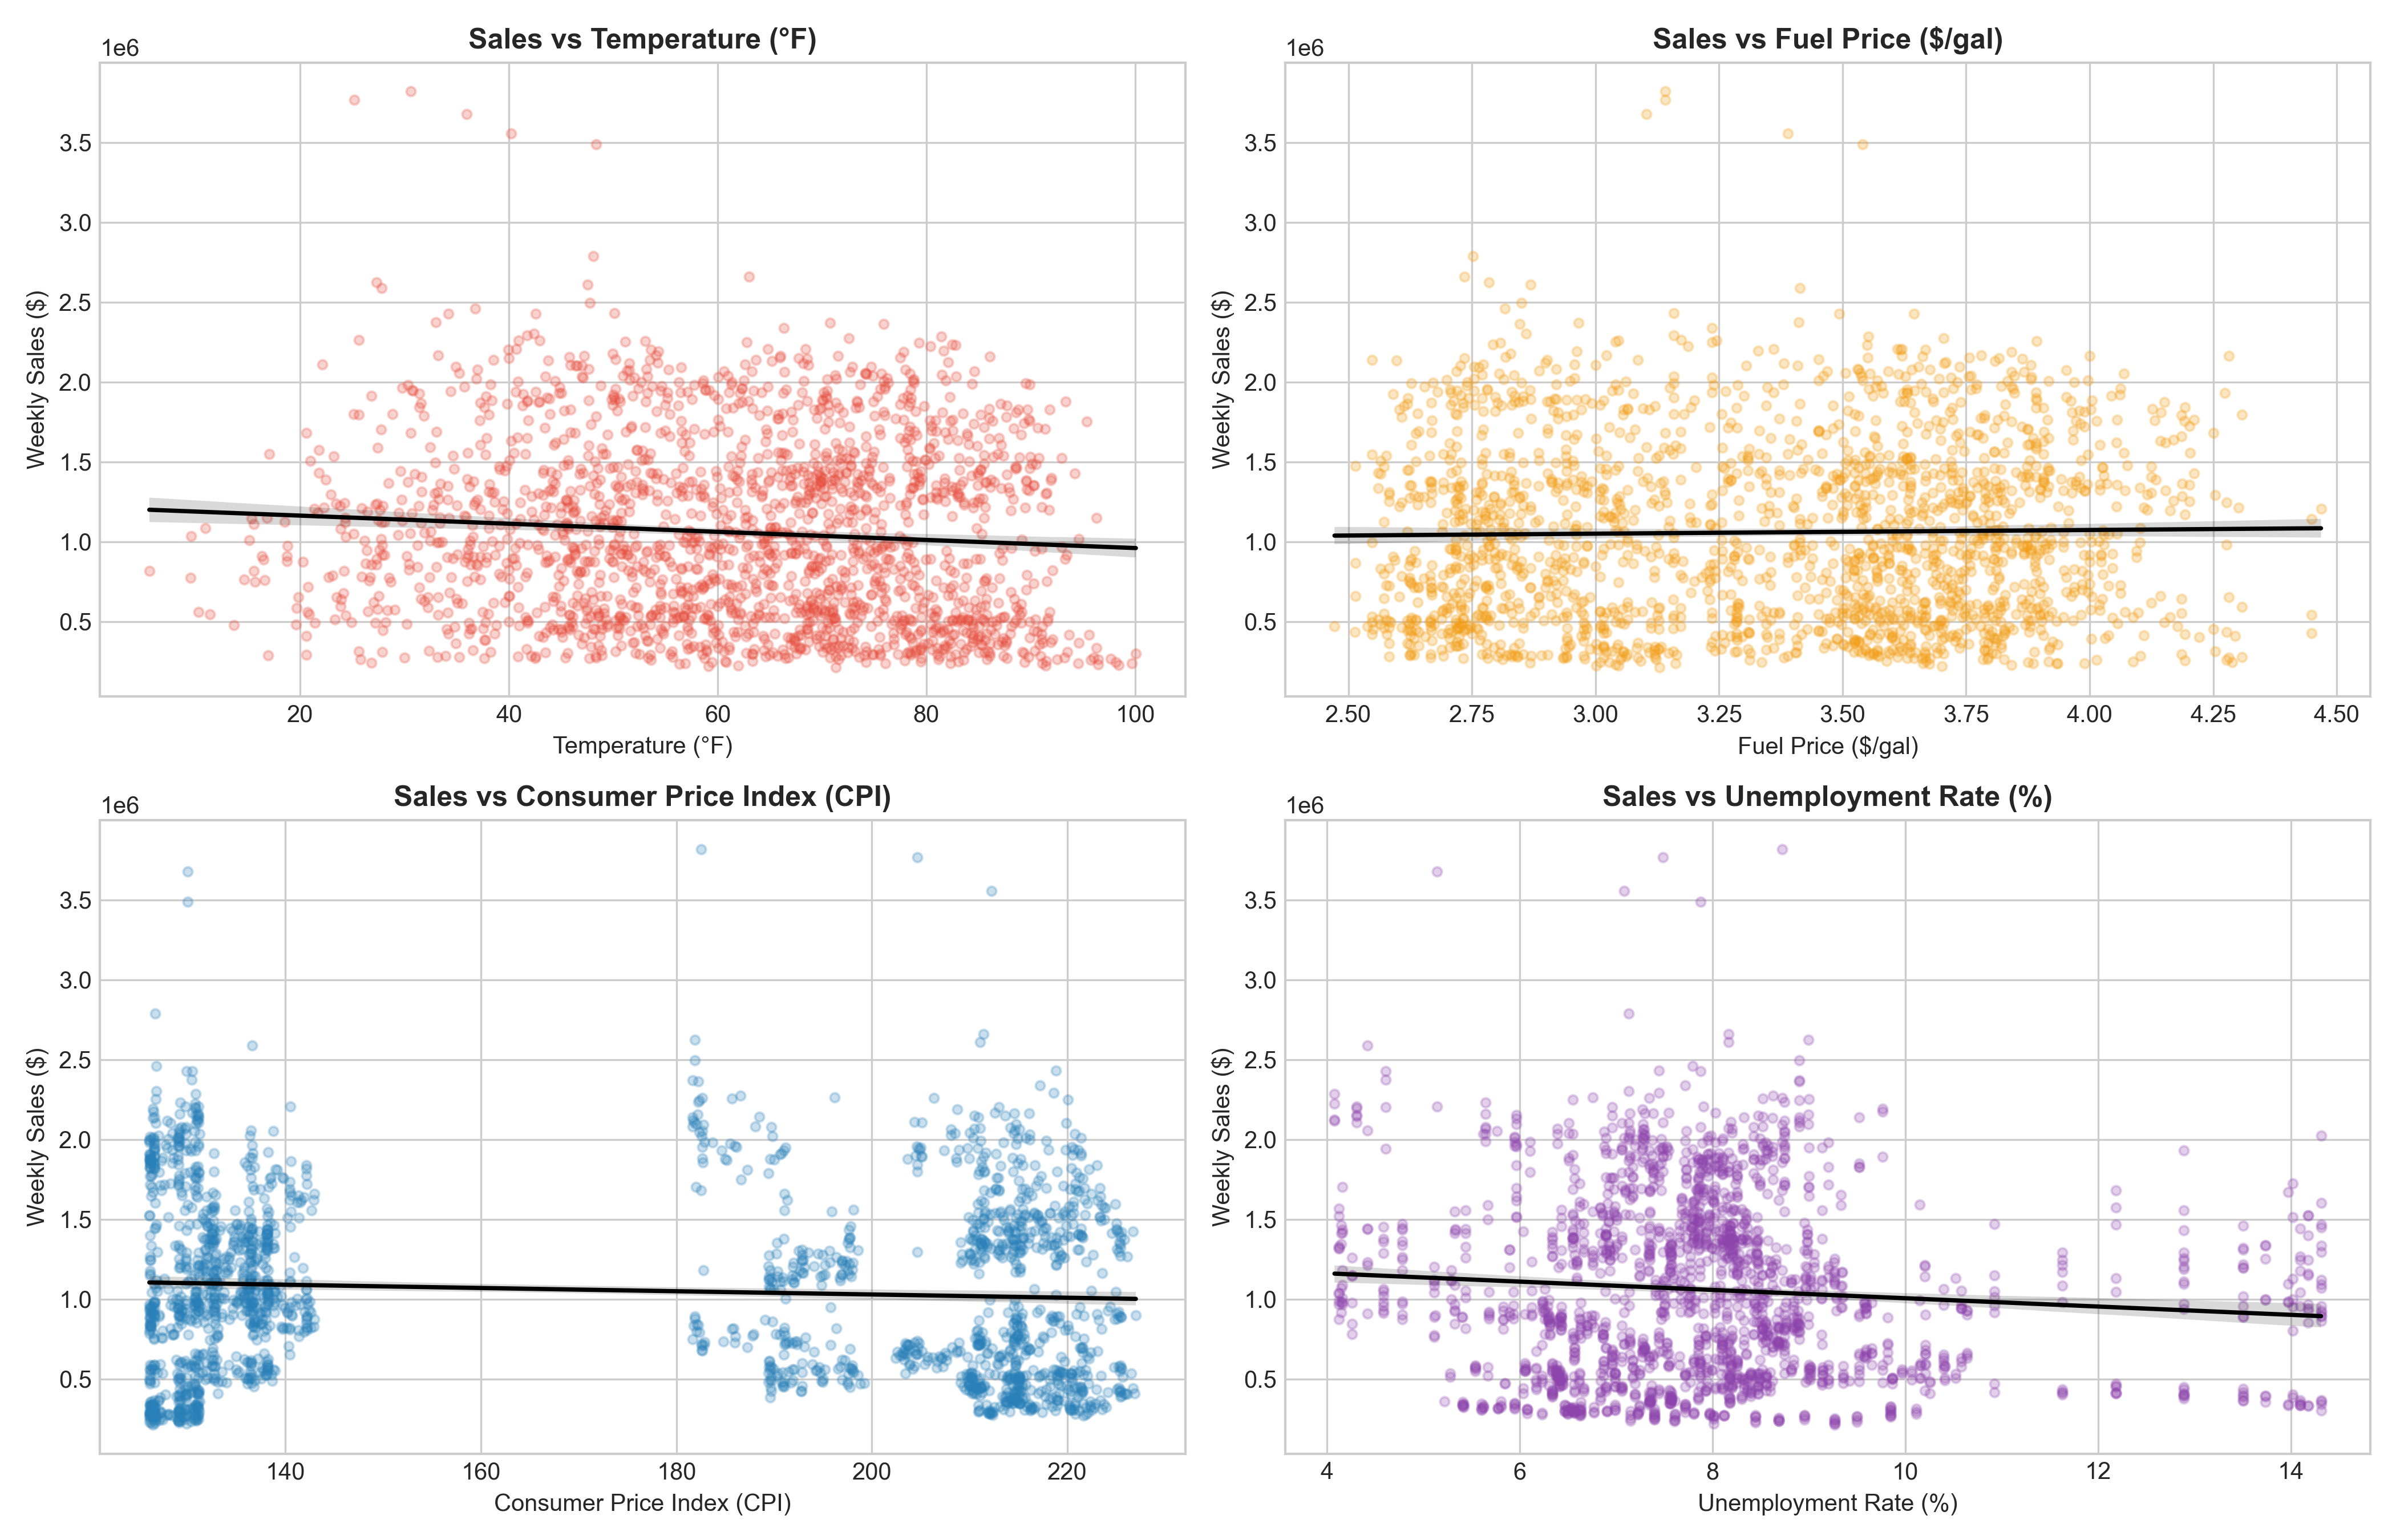 Sales vs Temperature (°F)
1e6
Weekly Sales ($)
3.5
3.0
2.5
2.0
1.5
1.0
0.5
20 40 60 80 100
Temperature (°F)
Sales vs Fuel Price ($/gal)
1e6
Weekly Sales ($)
3.5
3.0
2.5
2.0
1.5
1.0
0.5
2.50 2.75 3.00 3.25 3.50 3.75 4.00 4.25 4.50
Fuel Price ($/gal)
Sales vs Consumer Price Index (CPI)
1e6
Weekly Sales ($)
3.5
3.0
2.5
2.0
1.5
1.0
0.5
140 160 180 200 220
Consumer Price Index (CPI)
Sales vs Unemployment Rate (%)
1e6
Weekly Sales ($)
3.5
3.0
2.5
2.0
1.5
1.0
0.5
4 6 8 10 12 14
Unemployment Rate (%)